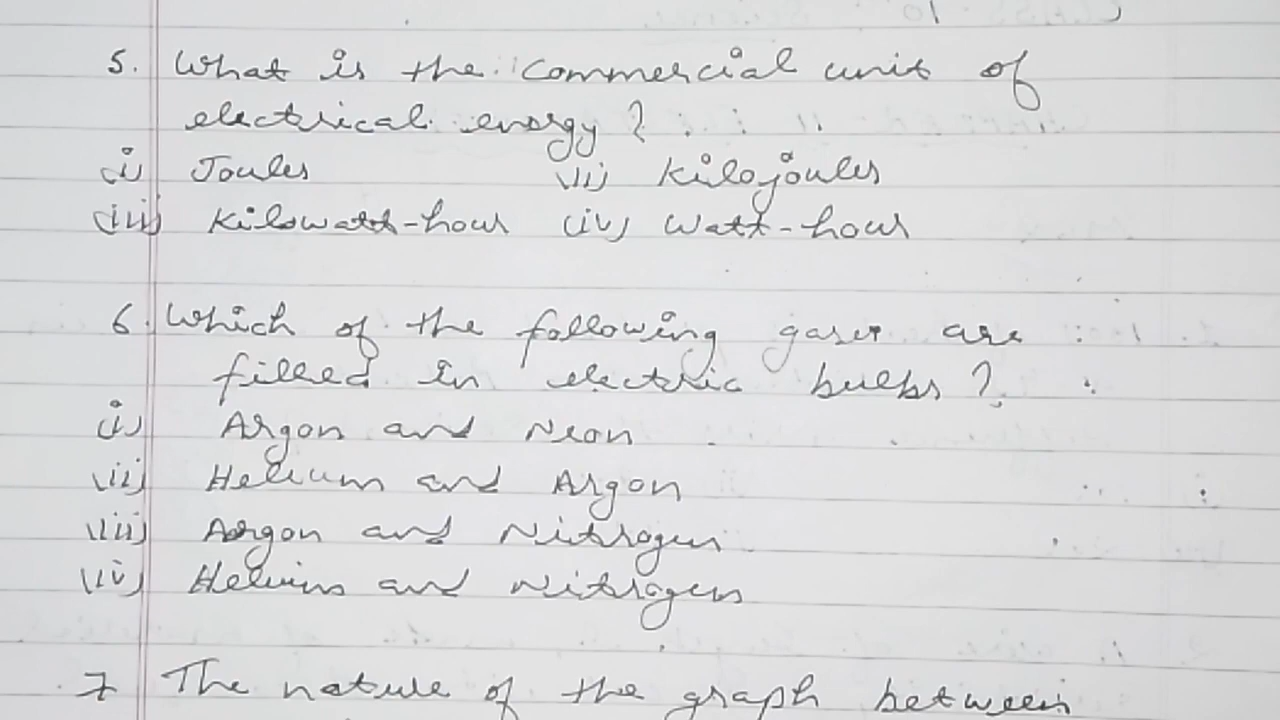 5. What is the commercial unit of
electrical energy?
(i) Joules (ii) Kilojoules
(iii) Kilowatt-hour (iv) Watt-hour
6. Which of the following gases are
filled in electric bulbs?
(i) Argon and Neon
(ii) Helium and Argon
(iii) Argon and Nitrogen
(iv) Helium and Nitrogen
7 The nature of the graph between